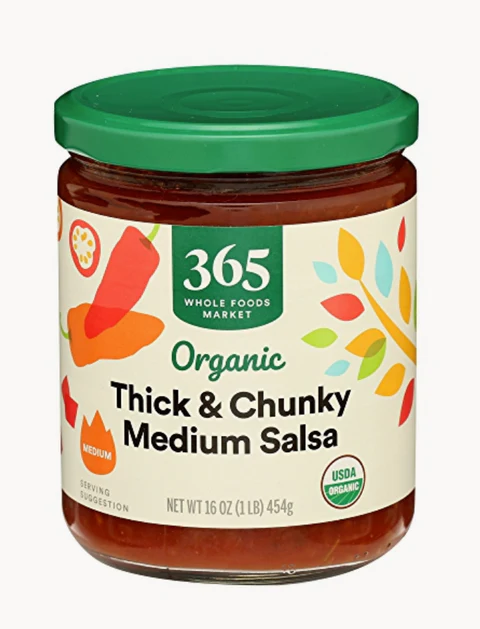 365
WHOLE FOODS
MARKET
Organic
Thick & Chunky
Medium Salsa
MEDIUM
SERVING
SUGGESTION
NET WT 16 OZ (1 LB) 454g
USDA
ORGANIC